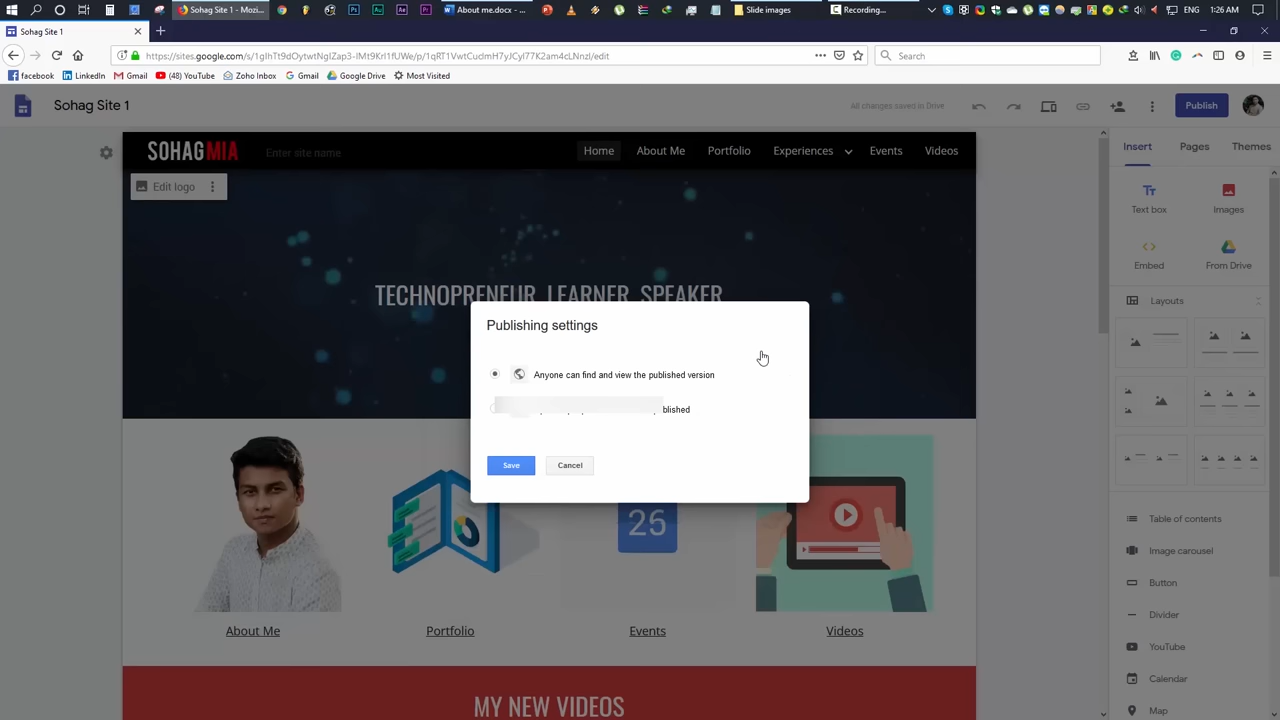 Sohag Site 1 - Mozi...
About me.docx - ...
Slide images
Recording...
ENG
1:26 AM
Sohag Site 1
https://sites.google.com/s/1glhTt9dOytwtNgIZap3-IMt9KrI1fUWe/p/1qRT1VwtCudmH7yJCyl77K2am4cLNnzI/edit
Search
facebook
LinkedIn
Gmail
(48) YouTube
Zoho Inbox
Gmail
Google Drive
Most Visited
Sohag Site 1
All changes saved in Drive
Publish
SOHAGMIA
Enter site name
Home
About Me
Portfolio
Experiences
Events
Videos
Insert
Pages
Themes
Edit logo
Text box
Images
Embed
From Drive
TECHNOPRENEUR, LEARNER, SPEAKER
Layouts
Publishing settings
Anyone can find and view the published version
blished
Save
Cancel
26
About Me
Portfolio
Events
Videos
Table of contents
Image carousel
Button
Divider
YouTube
Calendar
Map
MY NEW VIDEOS